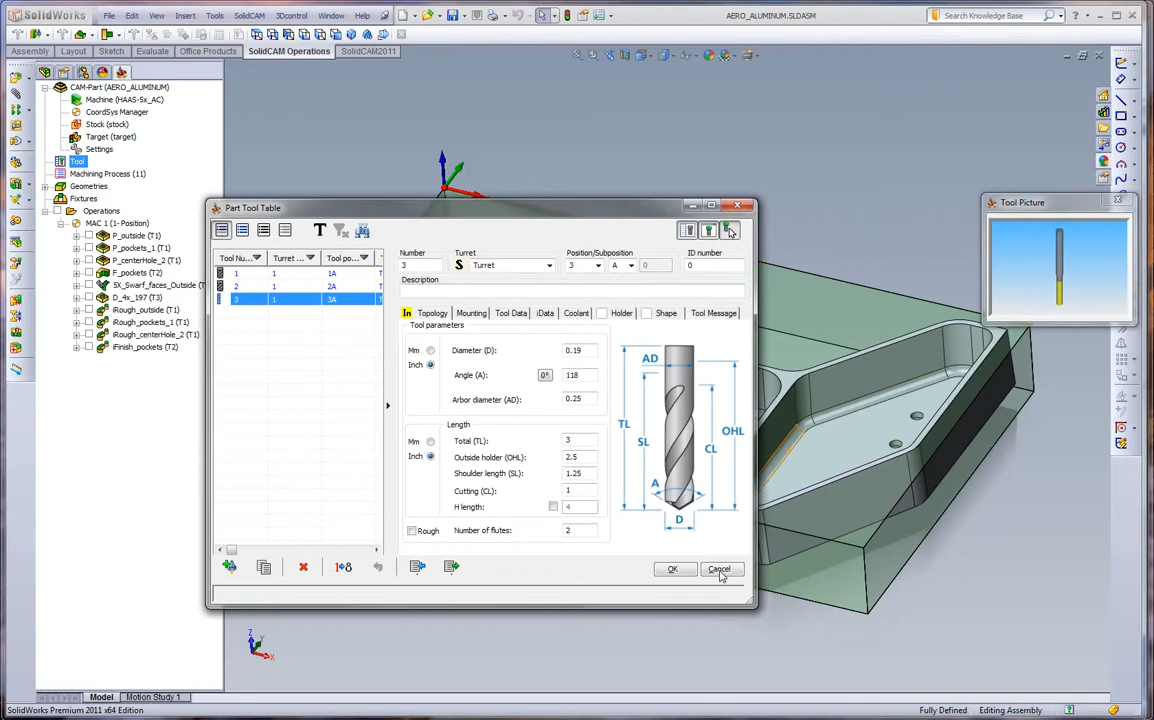 SolidWorks File Edit View Insert Tools SolidCAM 3Dcontrol Window Help
AERO_ALUMINUM.SLDASM
Search Knowledge Base
Assembly Layout Sketch Evaluate Office Products SolidCAM Operations SolidCAM2011
CAM-Part (AERO_ALUMINUM)
Machine (HAAS-5x_AC)
CoordSys Manager
Stock (stock)
Target (target)
Settings
Tool
Machining Process (11)
Geometries
Fixtures
Operations
MAC 1 (1- Position)
P_outside (T1)
P_pockets_1 (T1)
P_centerHole_2 (T1)
F_pockets (T2)
5X_Swarf_faces_Outside (
D_4x_197 (T3)
iRough_outside (T1)
iRough_pockets_1 (T1)
iRough_centerHole_2 (T1)
iFinish_pockets (T2)
Part Tool Table
Tool Nu... Turret ... Tool po...
1 1 1A T
2 1 2A T
3 1 3A T
Number Turret Position/Subposition ID number
3 S Turret 3 A 0 0
Description
In Topology Mounting Tool Data iData Coolant Holder Shape Tool Message
Tool parameters
Mm
Inch
Diameter (D): 0.19
Angle (A): 0° 118
Arbor diameter (AD): 0.25
Length
Mm
Inch
Total (TL): 3
Outside holder (OHL): 2.5
Shoulder length (SL): 1.25
Cutting (CL): 1
H length: 4
Rough Number of flutes: 2
AD
TL
SL
CL
OHL
A
D
OK Cancel
Tool Picture
Z
Y
X
Model Motion Study 1
SolidWorks Premium 2011 x64 Edition
Fully Defined Editing Assembly